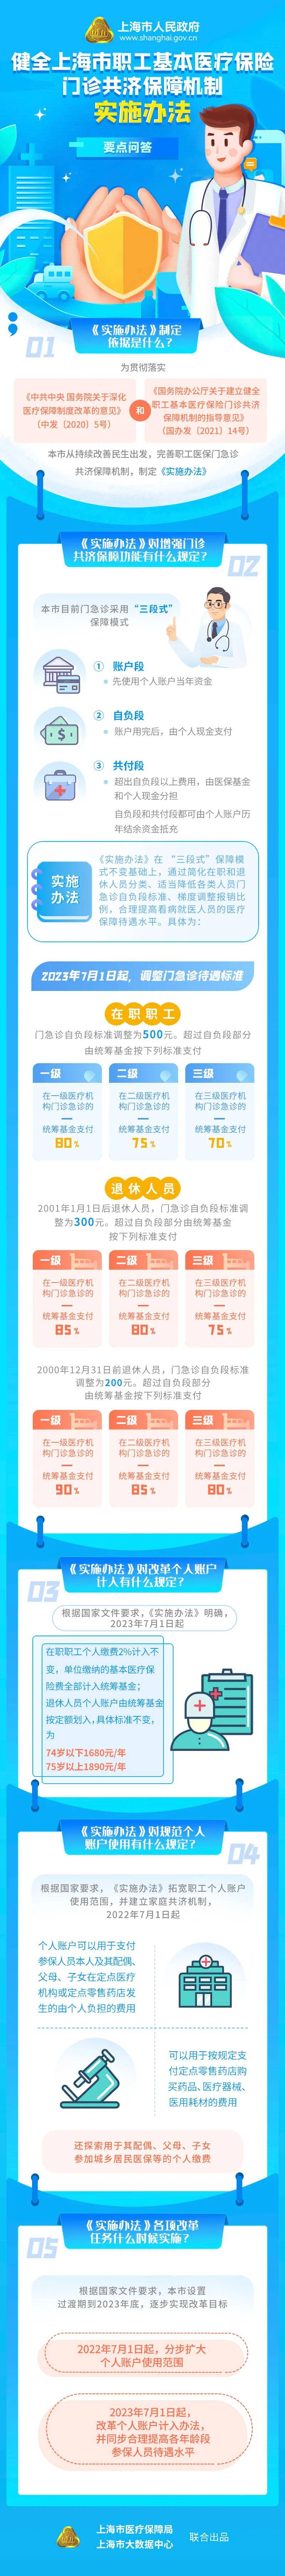 上海市人民政府
www.shanghai.gov.cn
健全上海市职工基本医疗保险
门诊共济保障机制
实施办法
要点问答
01
《实施办法》制定
依据是什么？
为贯彻落实
《中共中央 国务院关于深化
医疗保障制度改革的意见》
（中发〔2020〕5号）
和
《国务院办公厅关于建立健全
职工基本医疗保险门诊共济
保障机制的指导意见》
（国办发〔2021〕14号）
本市从持续改善民生出发，完善职工医保门急诊
共济保障机制，制定《实施办法》
《实施办法》对增强门诊
共济保障功能有什么规定？
02
本市目前门急诊采用“三段式”
保障模式
① 账户段
先使用个人账户当年资金
② 自负段
账户用完后，由个人现金支付
③ 共付段
超出自负段以上费用，由医保基金
和个人现金分担
自负段和共付段都可由个人账户历
年结余资金抵充
实施
办法
《实施办法》在 “三段式”保障模
式不变基础上，通过简化在职和退
休人员分类、适当降低各类人员门
急诊自负段标准、梯度调整报销比
例，合理提高看病就医人员的医疗
保障待遇水平。具体为：
2023年7月1日起，调整门急诊待遇标准
在职职工
门急诊自负段标准调整为500元。超过自负段部分
由统筹基金按下列标准支付
一级 二级 三级
在一级医疗机 在二级医疗机 在三级医疗机
构门诊急诊的 构门诊急诊的 构门诊急诊的
统筹基金支付 统筹基金支付 统筹基金支付
80% 75% 70%
退休人员
2001年1月1日后退休人员，门急诊自负段标准调
整为300元。超过自负段部分由统筹基金
按下列标准支付
一级 二级 三级
在一级医疗机 在二级医疗机 在三级医疗机
构门诊急诊的 构门诊急诊的 构门诊急诊的
统筹基金支付 统筹基金支付 统筹基金支付
85% 80% 75%
2000年12月31日前退休人员，门急诊自负段标准
调整为200元。超过自负段部分
由统筹基金按下列标准支付
一级 二级 三级
在一级医疗机 在二级医疗机 在三级医疗机
构门诊急诊的 构门诊急诊的 构门诊急诊的
统筹基金支付 统筹基金支付 统筹基金支付
90% 85% 80%
《实施办法》对改革个人账户
计入有什么规定？
03
根据国家文件要求，《实施办法》明确，
2023年7月1日起
在职职工个人缴费2%计入不
变，单位缴纳的基本医疗保
险费全部计入统筹基金；
退休人员个人账户由统筹基金
按定额划入，具体标准不变，
为
74岁以下1680元/年
75岁以上1890元/年
《实施办法》对规范个人
账户使用有什么规定？
04
根据国家要求，《实施办法》拓宽职工个人账户
使用范围，并建立家庭共济机制，
2022年7月1日起
个人账户可以用于支付
参保人员本人及其配偶、
父母、子女在定点医疗
机构或定点零售药店发
生的由个人负担的费用
可以用于按规定支
付定点零售药店购
买药品、医疗器械、
医用耗材的费用
还探索用于其配偶、父母、子女
参加城乡居民医保等的个人缴费
《实施办法》各项改革
任务什么时候实施？
05
根据国家文件要求，本市设置
过渡期到2023年底，逐步实现改革目标
2022年7月1日起，分步扩大
个人账户使用范围
2023年7月1日起，
改革个人账户计入办法，
并同步合理提高各年龄段
参保人员待遇水平
上海市医疗保障局
上海市大数据中心
联合出品